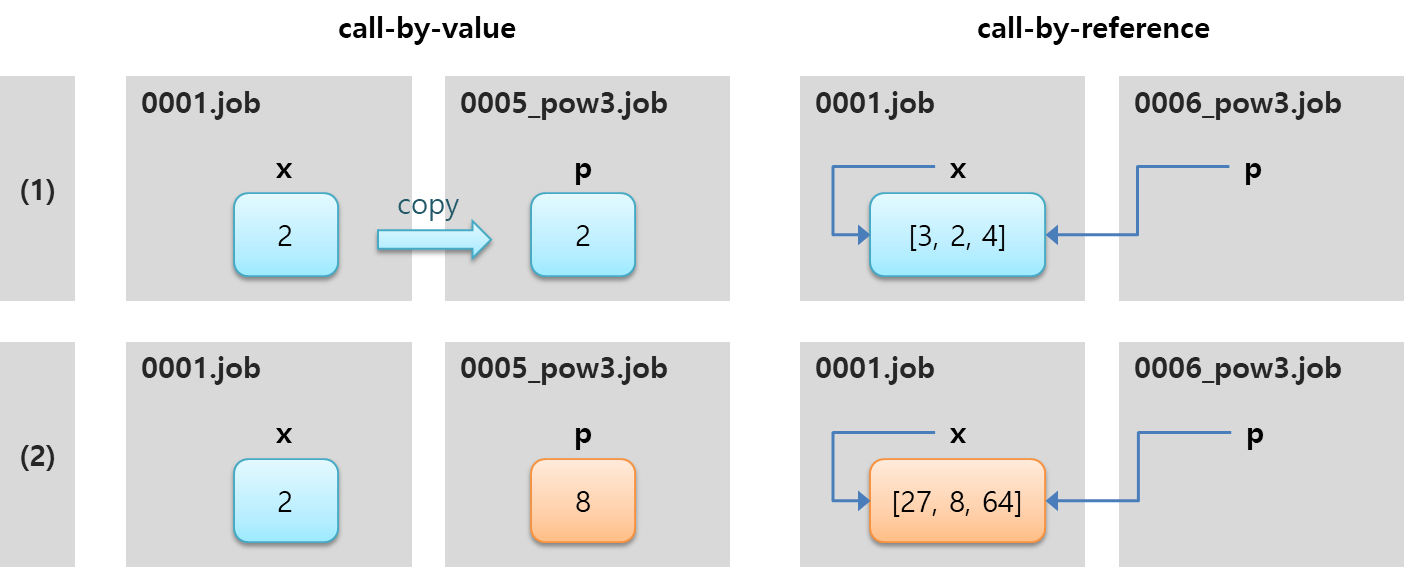 call-by-value
call-by-reference
(1)
0001.job
0005_pow3.job
0001.job
0006_pow3.job
x
p
x
p
copy
2
2
[3, 2, 4]
(2)
0001.job
0005_pow3.job
0001.job
0006_pow3.job
x
p
x
p
2
8
[27, 8, 64]